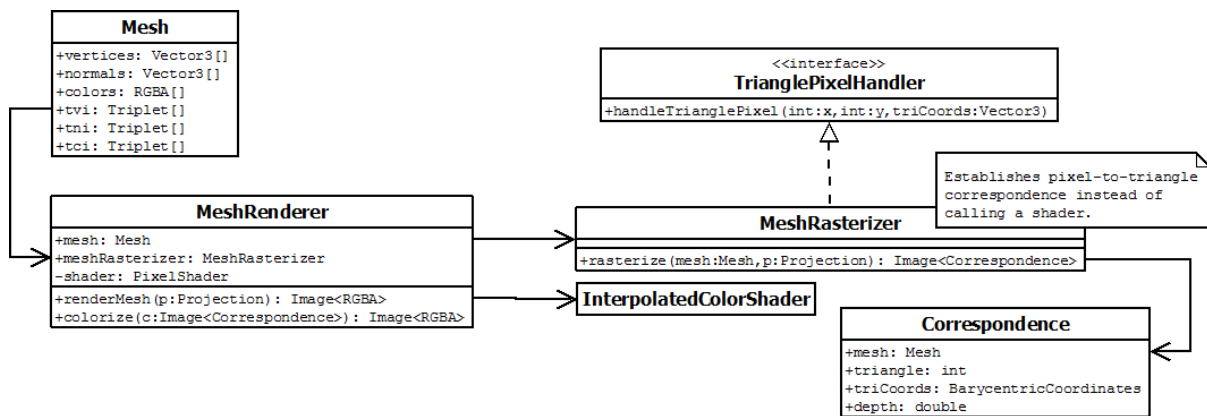 Mesh
+vertices: Vector3[]
+normals: Vector3[]
+colors: RGBA[]
+tvi: Triplet[]
+tni: Triplet[]
+tci: Triplet[]
<<interface>>
TrianglePixelHandler
+handleTrianglePixel(int:x,int:y,triCoords:Vector3)
Establishes pixel-to-triangle
correspondence instead of
calling a shader.
MeshRenderer
+mesh: Mesh
+meshRasterizer: MeshRasterizer
-shader: PixelShader
+renderMesh(p:Projection): Image<RGBA>
+colorize(c:Image<Correspondence>): Image<RGBA>
MeshRasterizer
+rasterize(mesh:Mesh,p:Projection): Image<Correspondence>
InterpolatedColorShader
Correspondence
+mesh: Mesh
+triangle: int
+triCoords: BarycentricCoordinates
+depth: double